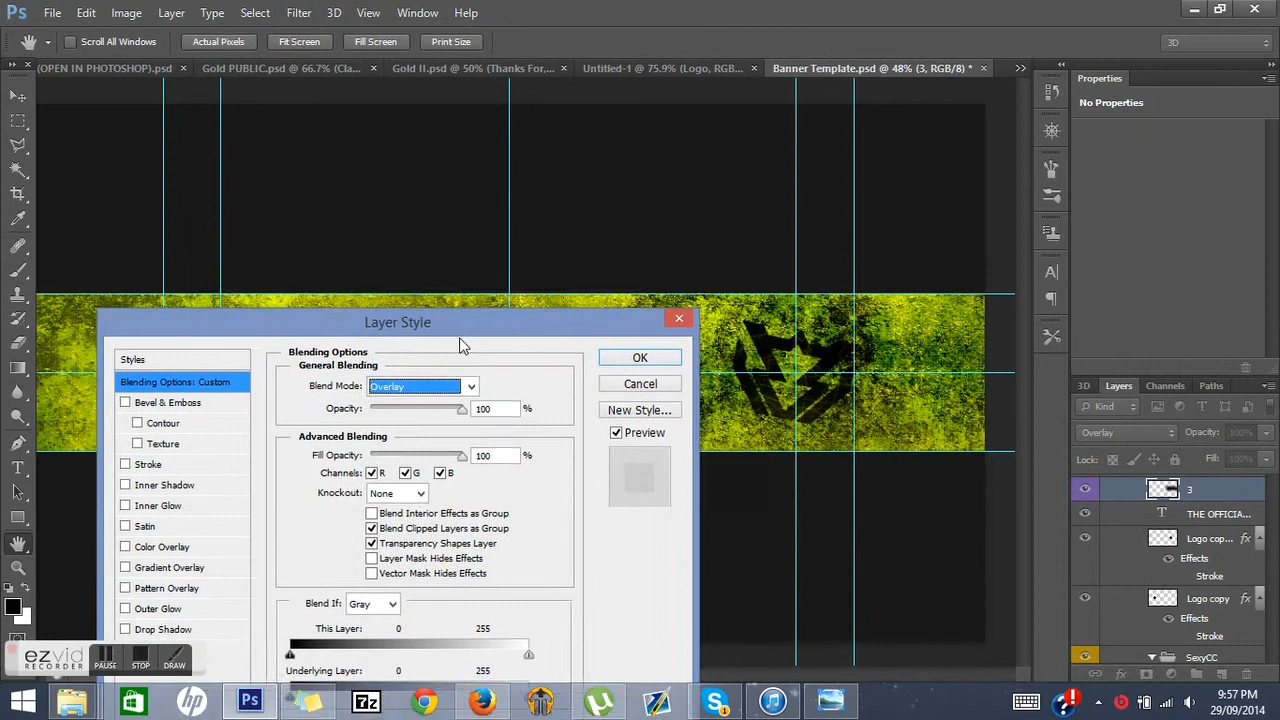 Ps File Edit Image Layer Type Select Filter 3D View Window Help
Scroll All Windows Actual Pixels Fit Screen Fill Screen Print Size 3D
(OPEN IN PHOTOSHOP).psd Gold PUBLIC.psd @ 66.7% (Cla... Gold II.psd @ 50% (Thanks For,... Untitled-1 @ 75.9% (Logo, RGB... Banner Template.psd @ 48% (3, RGB/8) *
Properties
No Properties
Layer Style
Styles
Blending Options: Custom
Bevel & Emboss
Contour
Texture
Stroke
Inner Shadow
Inner Glow
Satin
Color Overlay
Gradient Overlay
Pattern Overlay
Outer Glow
Drop Shadow
Blending Options
General Blending
Blend Mode: Overlay
Opacity: 100 %
Advanced Blending
Fill Opacity: 100 %
Channels: R G B
Knockout: None
Blend Interior Effects as Group
Blend Clipped Layers as Group
Transparency Shapes Layer
Layer Mask Hides Effects
Vector Mask Hides Effects
Blend If: Gray
This Layer: 0 255
Underlying Layer: 0 255
OK
Cancel
New Style...
Preview
3D Layers Channels Paths
Kind
Overlay Opacity: 100%
Lock: Fill: 100%
3
T THE OFFICIA...
Logo cop... fx
Effects
Stroke
Logo copy fx
Effects
Stroke
SexyCC
ezvid
RECORDER
PAUSE STOP DRAW
Ps 7z
9:57 PM
29/09/2014